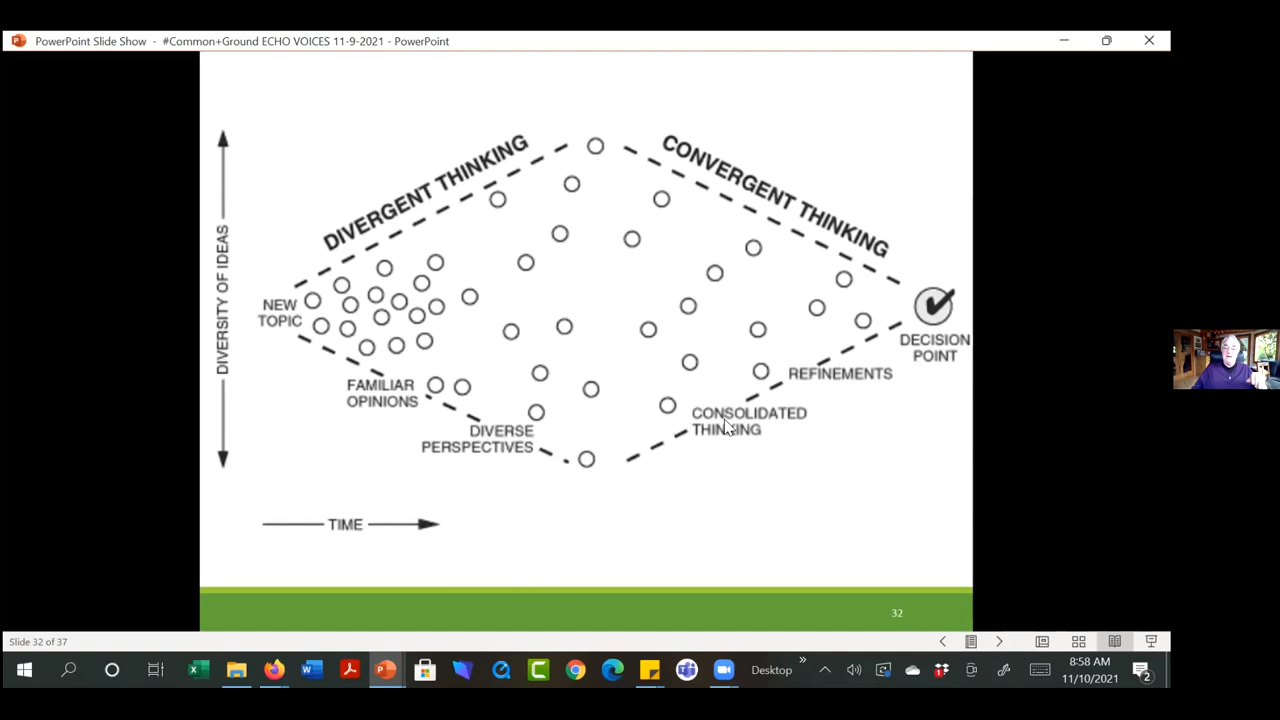 PowerPoint Slide Show - #Common+Ground ECHO VOICES 11-9-2021 - PowerPoint
DIVERGENT THINKING
CONVERGENT THINKING
DIVERSITY OF IDEAS
NEW
TOPIC
DECISION
POINT
FAMILIAR
OPINIONS
REFINEMENTS
DIVERSE
PERSPECTIVES
CONSOLIDATED
THINKING
TIME
32
Slide 32 of 37
Desktop
8:58 AM
11/10/2021
2